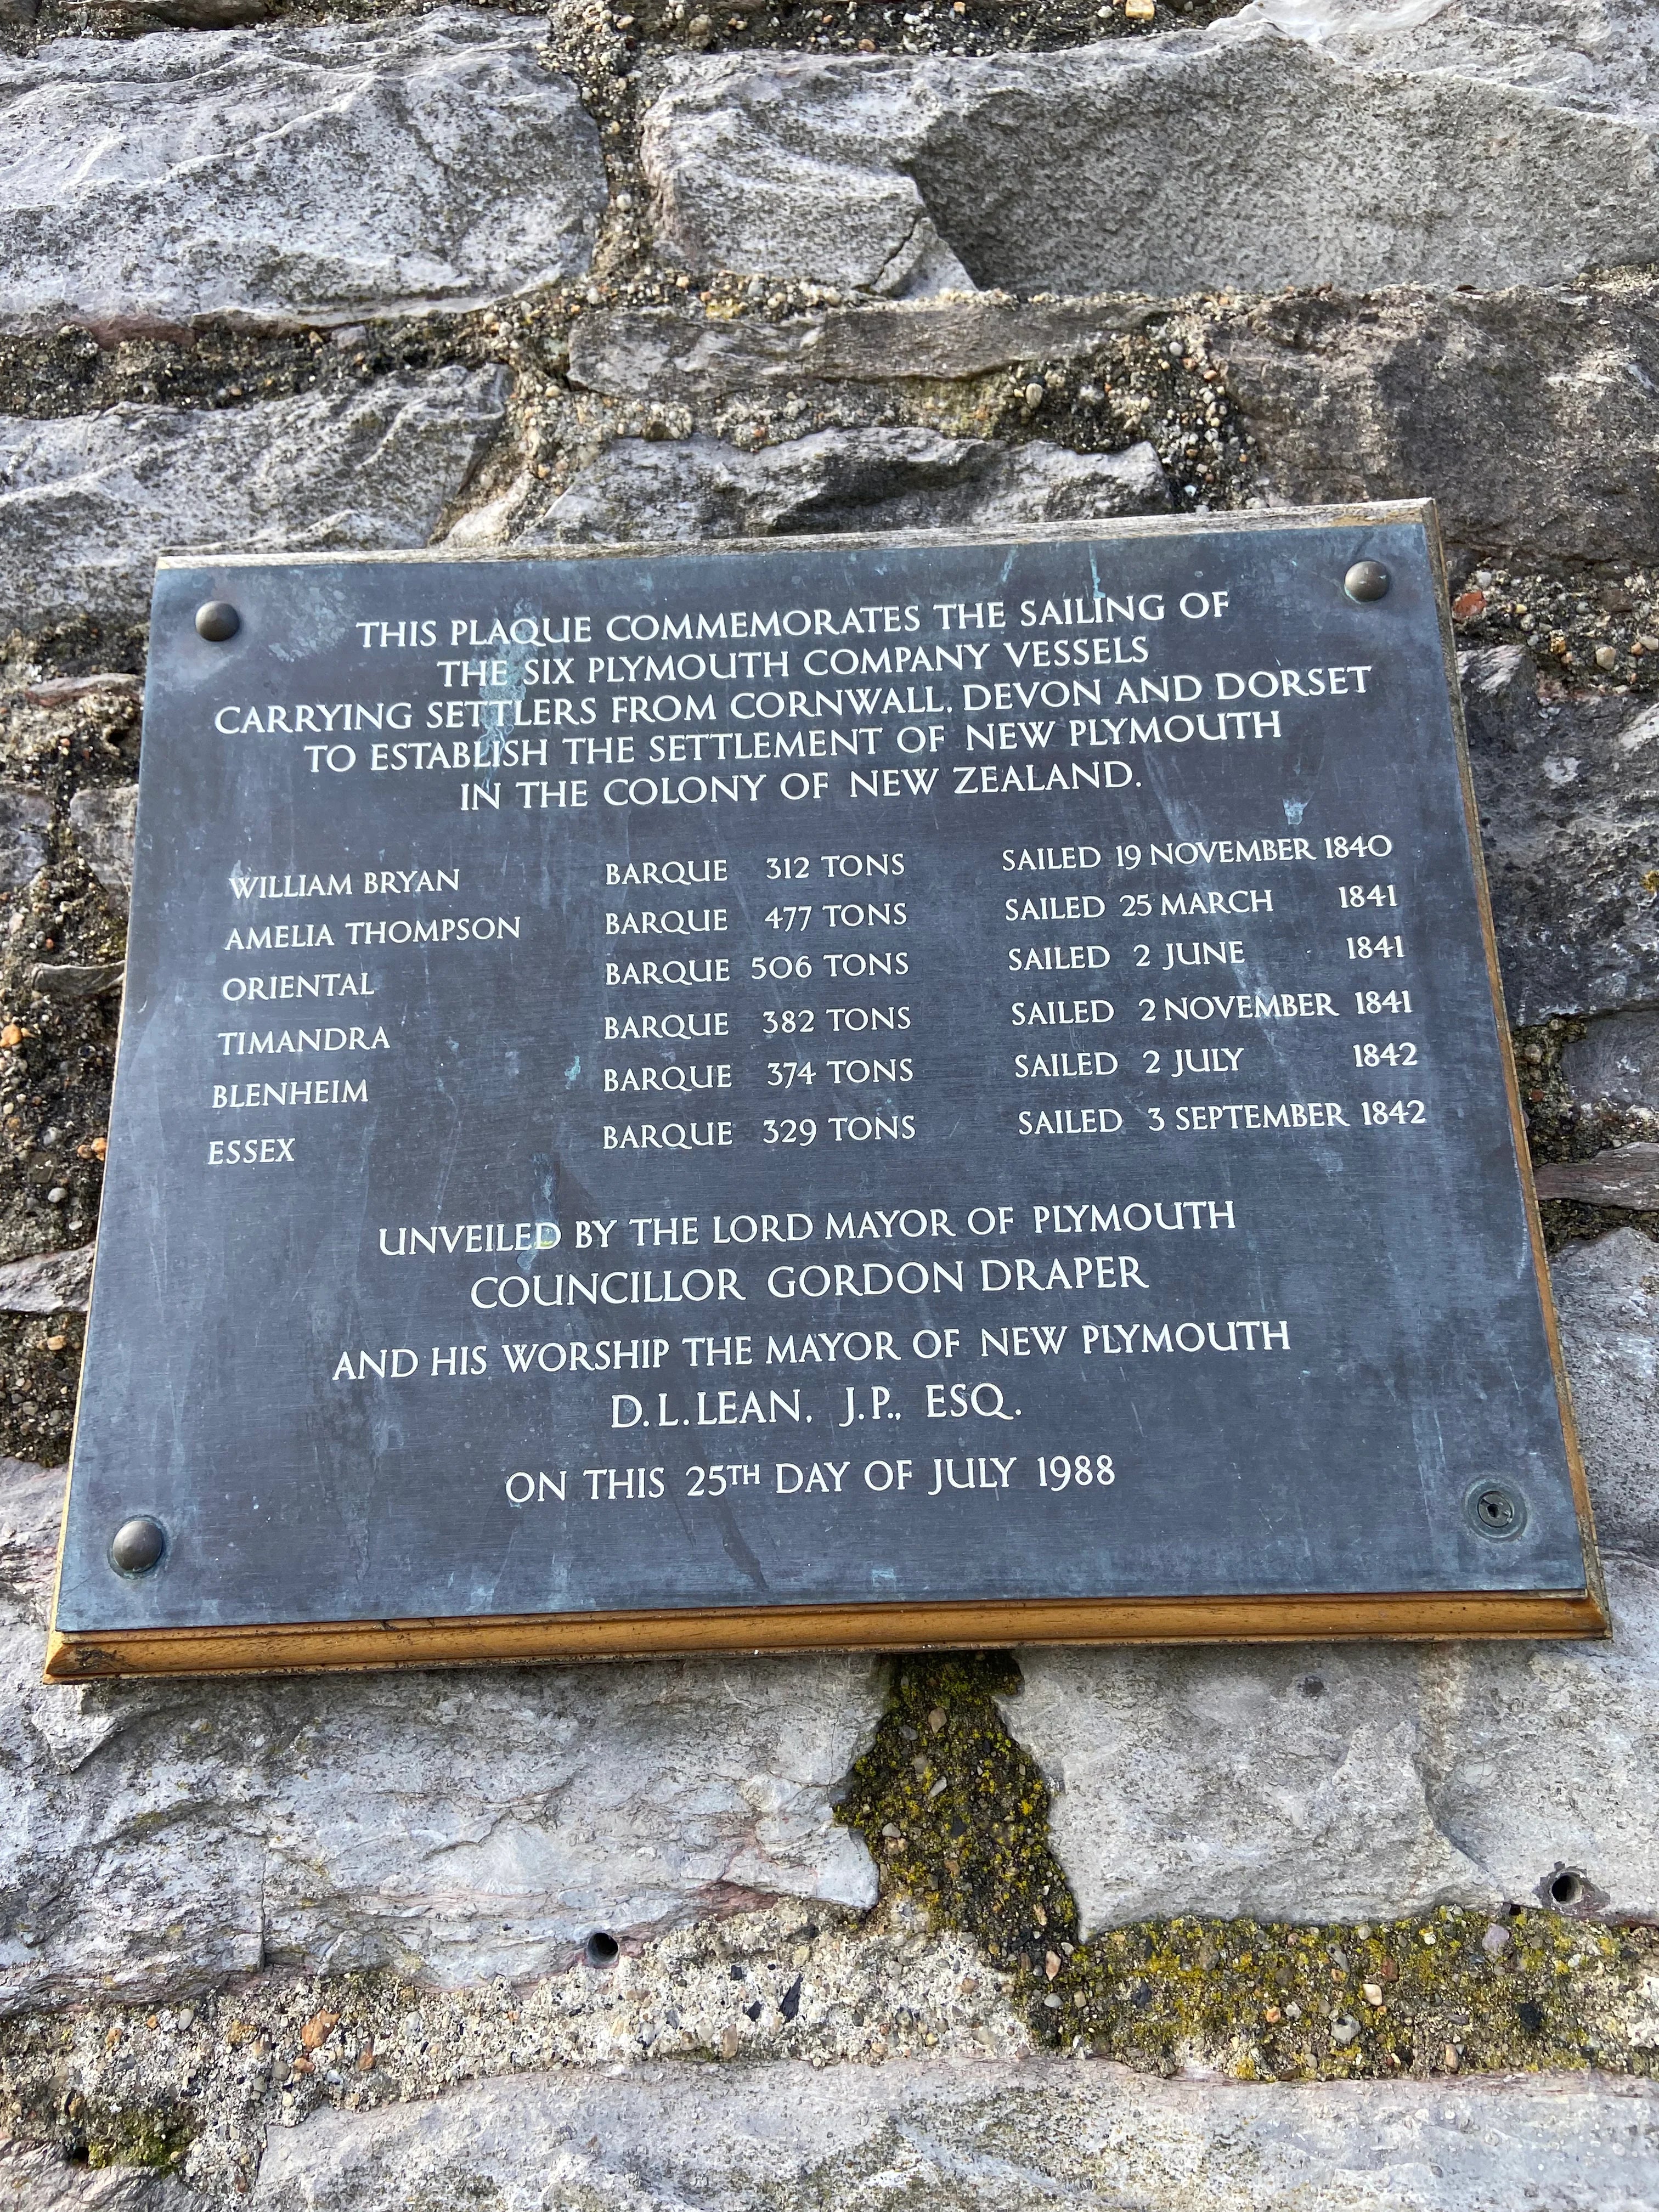 THIS PLAQUE COMMEMORATES THE SAILING OF
THE SIX PLYMOUTH COMPANY VESSELS
CARRYING SETTLERS FROM CORNWALL, DEVON AND DORSET
TO ESTABLISH THE SETTLEMENT OF NEW PLYMOUTH
IN THE COLONY OF NEW ZEALAND.
WILLIAM BRYAN BARQUE 312 TONS SAILED 19 NOVEMBER 1840
AMELIA THOMPSON BARQUE 477 TONS SAILED 25 MARCH 1841
ORIENTAL BARQUE 506 TONS SAILED 2 JUNE 1841
TIMANDRA BARQUE 382 TONS SAILED 2 NOVEMBER 1841
BLENHEIM BARQUE 374 TONS SAILED 2 JULY 1842
ESSEX BARQUE 329 TONS SAILED 3 SEPTEMBER 1842
UNVEILED BY THE LORD MAYOR OF PLYMOUTH
COUNCILLOR GORDON DRAPER
AND HIS WORSHIP THE MAYOR OF NEW PLYMOUTH
D.L.LEAN, J.P., ESQ.
ON THIS 25TH DAY OF JULY 1988